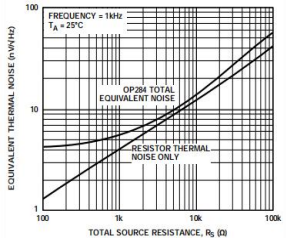 100
FREQUENCY = 1kHz
TA = 25°C
EQUIVALENT THERMAL NOISE (nV√Hz)
OP284 TOTAL
EQUIVALENT NOISE
10
RESISTOR THERMAL
NOISE ONLY
1
100
1k
10k
100k
TOTAL SOURCE RESISTANCE, RS (Ω)